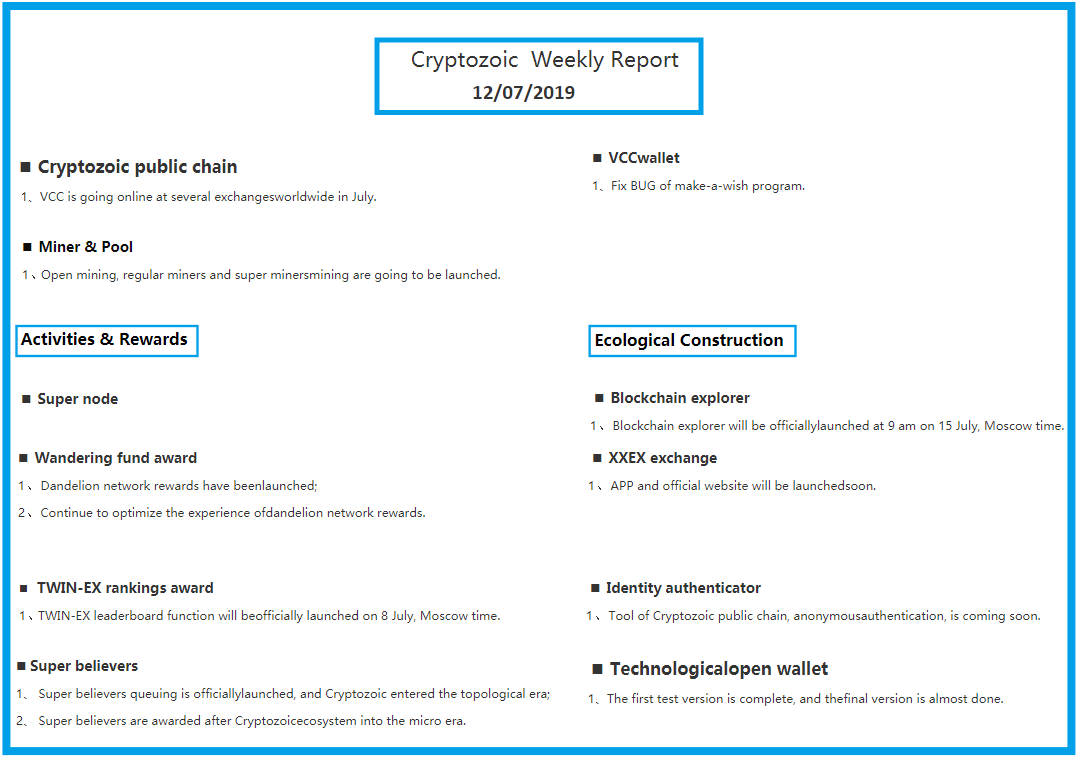 Cryptozoic Weekly Report
12/07/2019
■ Cryptozoic public chain
1、VCC is going online at several exchangesworldwide in July.
■ Miner & Pool
1、Open mining, regular miners and super minersmining are going to be launched.
■ VCCwallet
1、Fix BUG of make-a-wish program.
Activities & Rewards
■ Super node
■ Wandering fund award
1、Dandelion network rewards have beenlaunched;
2、Continue to optimize the experience ofdandelion network rewards.
■ TWIN-EX rankings award
1、TWIN-EX leaderboard function will beofficially launched on 8 July, Moscow time.
■ Super believers
1、Super believers queuing is officiallylaunched, and Cryptozoic entered the topological era;
2、Super believers are awarded after Cryptozoicecosystem into the micro era.
Ecological Construction
■ Blockchain explorer
1、Blockchain explorer will be officiallylaunched at 9 am on 15 July, Moscow time.
■ XXEX exchange
1、APP and official website will be launchedsoon.
■ Identity authenticator
1、Tool of Cryptozoic public chain, anonymousauthentication, is coming soon.
■ Technologicalopen wallet
1、The first test version is complete, and thefinal version is almost done.